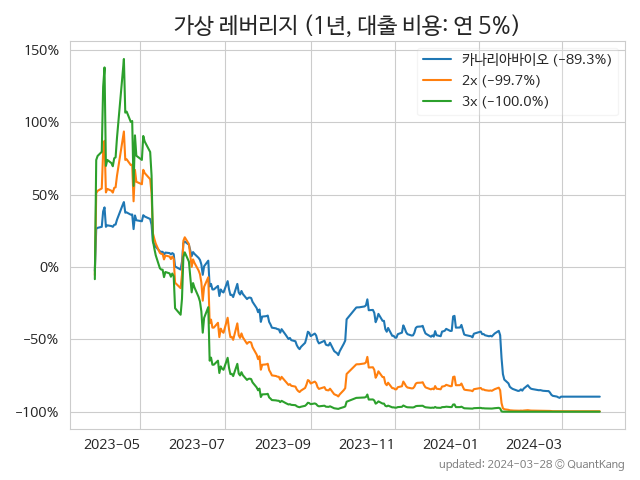 가상 레버리지 (1년, 대출 비용: 연 5%)
150%
100%
50%
0%
−50%
−100%
카나리아바이오 (−89.3%)
2x (−99.7%)
3x (−100.0%)
2023-05
2023-07
2023-09
2023-11
2024-01
2024-03
updated: 2024-03-28 © QuantKang